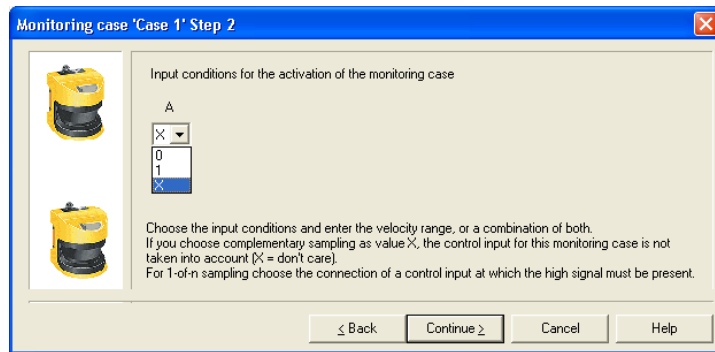 Monitoring case 'Case 1' Step 2
Input conditions for the activation of the monitoring case
A
X
0
1
X
Choose the input conditions and enter the velocity range, or a combination of both.
If you choose complementary sampling as value X, the control input for this monitoring case is not
taken into account (X = don't care).
For 1-of-n sampling choose the connection of a control input at which the high signal must be present.
< Back
Continue >
Cancel
Help